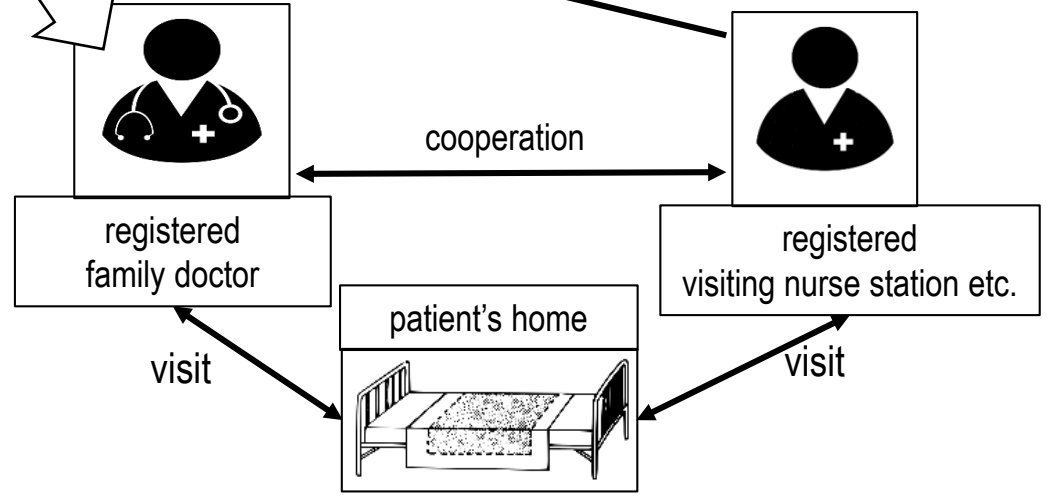 cooperation
registered
family doctor
registered
visiting nurse station etc.
patient's home
visit
visit